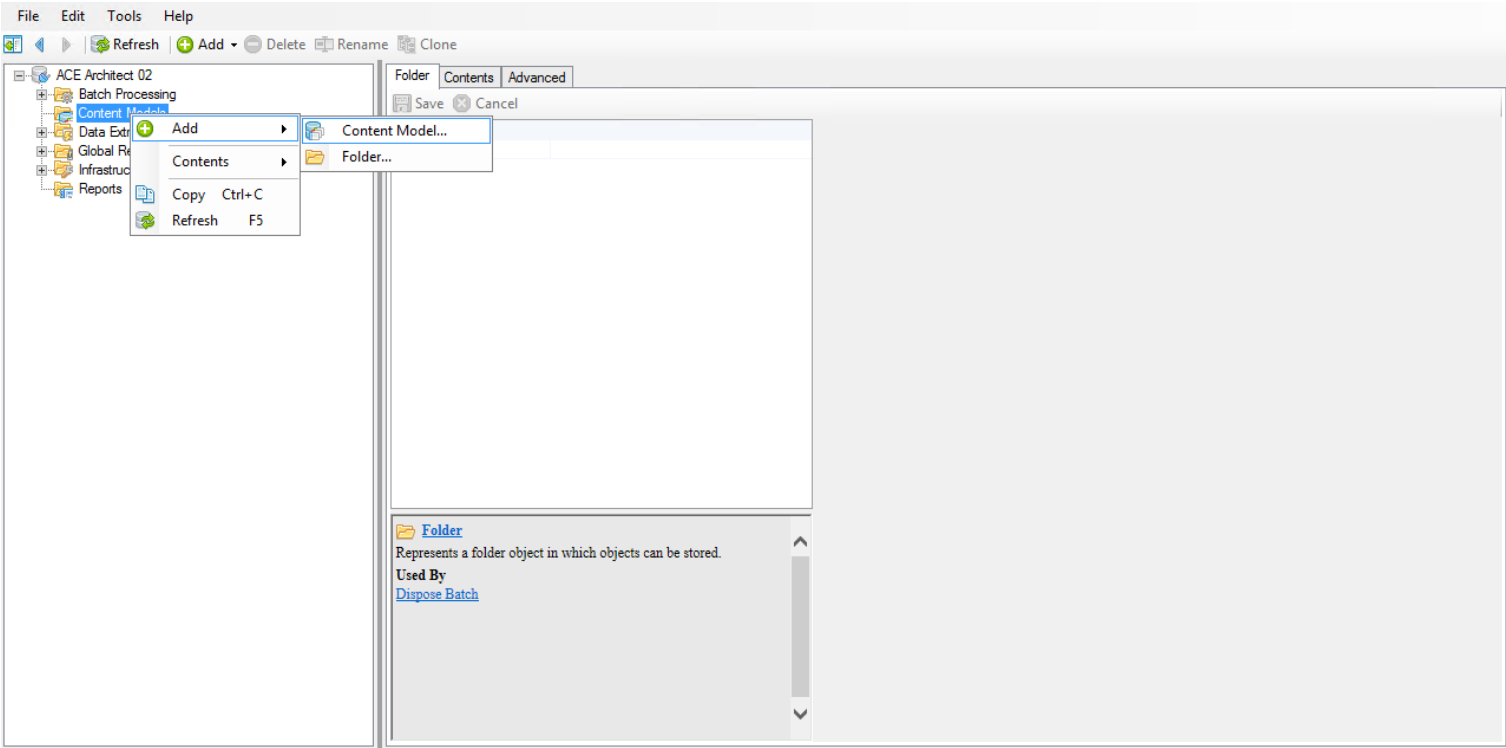 File Edit Tools Help
Refresh Add Delete Rename Clone
ACE Architect 02
Batch Processing
Content Models
Data Extr
Global Re
Infrastruc
Reports
Add
Contents
Copy Ctrl+C
Refresh F5
Content Model...
Folder...
Folder Contents Advanced
Save Cancel
Folder
Represents a folder object in which objects can be stored.
Used By
Dispose Batch